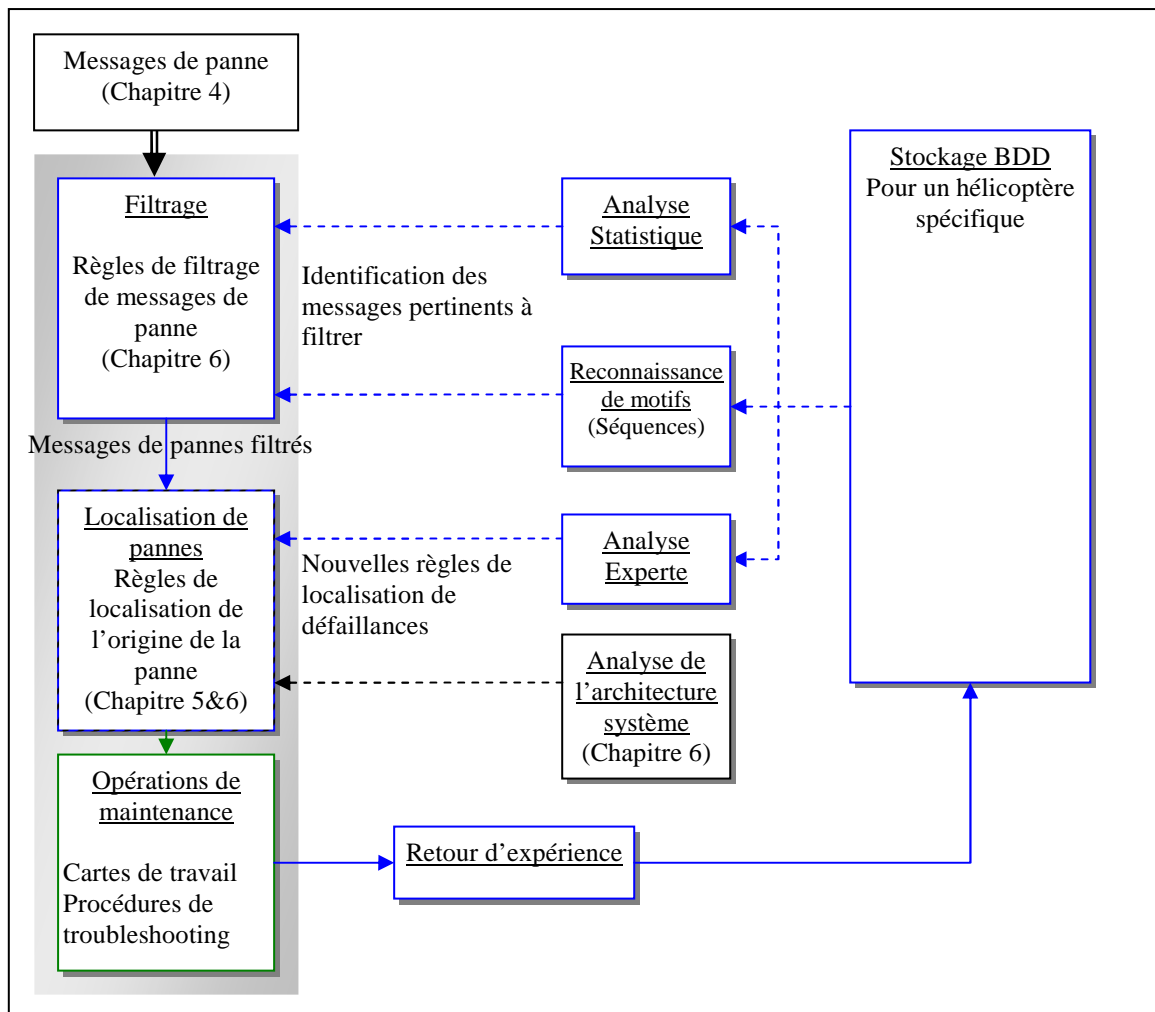 Messages de panne
(Chapitre 4)
Filtrage
Règles de filtrage
de messages de
panne
(Chapitre 6)
Analyse
Statistique
Stockage BDD
Pour un hélicoptère
spécifique
Identification des
messages pertinents à
filtrer
Reconnaissance
de motifs
(Séquences)
Messages de pannes filtrés
Localisation de
pannes
Règles de
localisation de
l’origine de la
panne
(Chapitre 5&6)
Nouvelles règles de
localisation de
défaillances
Analyse
Experte
Analyse de
l’architecture
système
(Chapitre 6)
Opérations de
maintenance
Cartes de travail
Procédures de
troubleshooting
Retour d’expérience